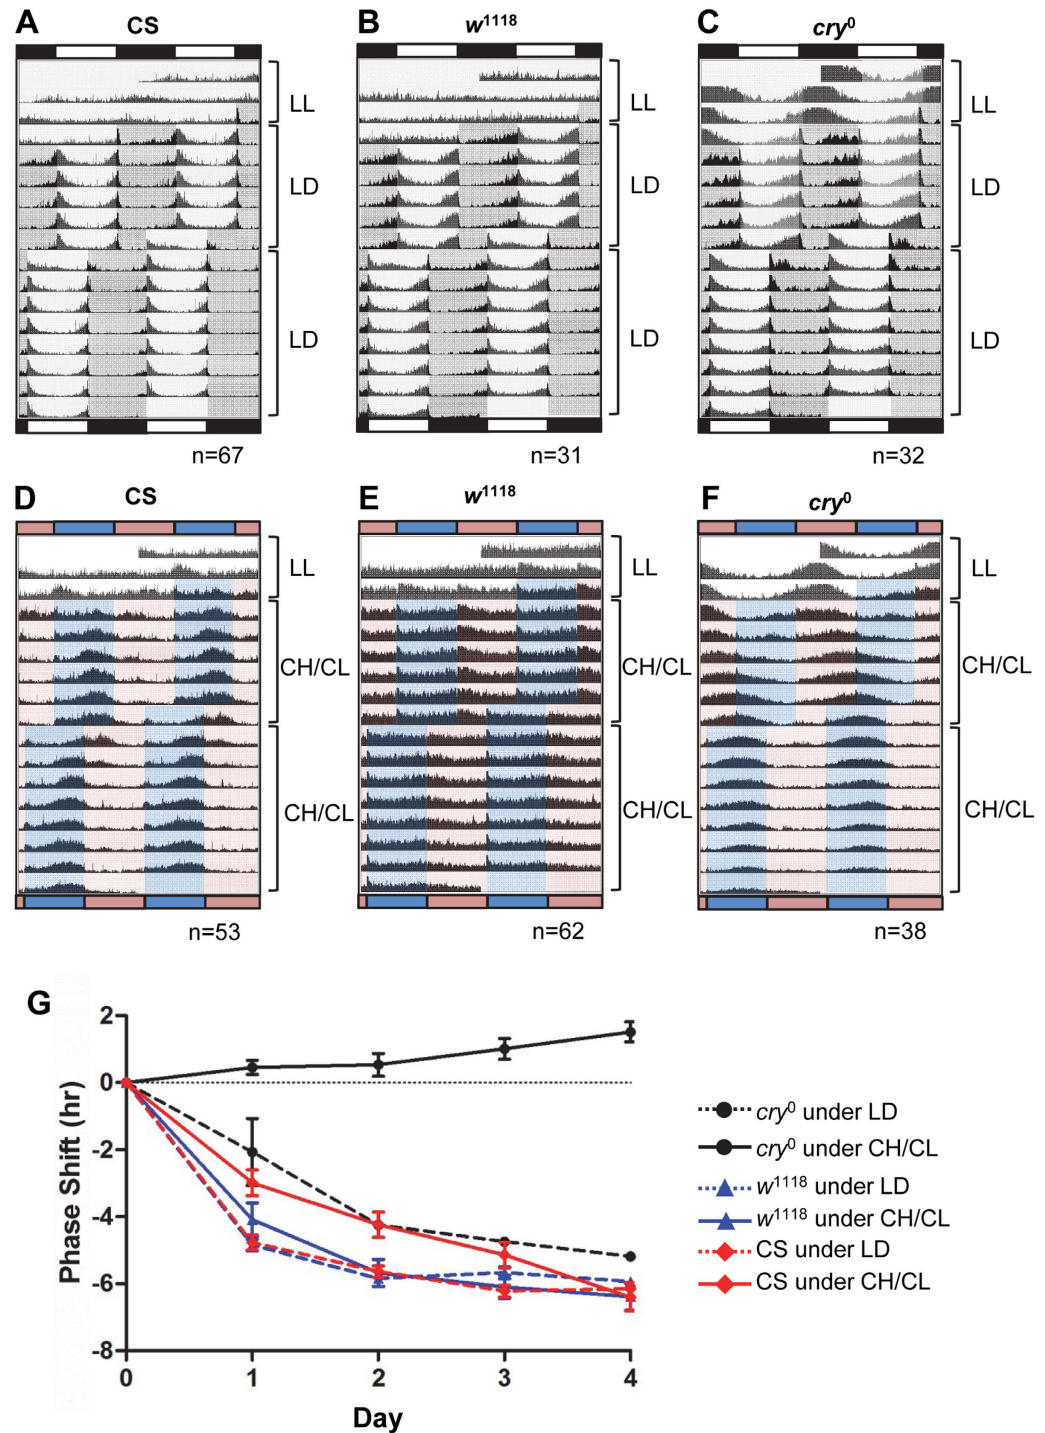 A CS
B w1118
C cry0
LL
LD
LD
LL
LD
LD
LL
LD
LD
n=67
n=31
n=32
D CS
E w1118
F cry0
LL
CH/CL
CH/CL
LL
CH/CL
CH/CL
LL
CH/CL
CH/CL
n=53
n=62
n=38
G
Phase Shift (hr)
2
0
-2
-4
-6
-8
0 1 2 3 4
Day
cry0 under LD
cry0 under CH/CL
w1118 under LD
w1118 under CH/CL
CS under LD
CS under CH/CL